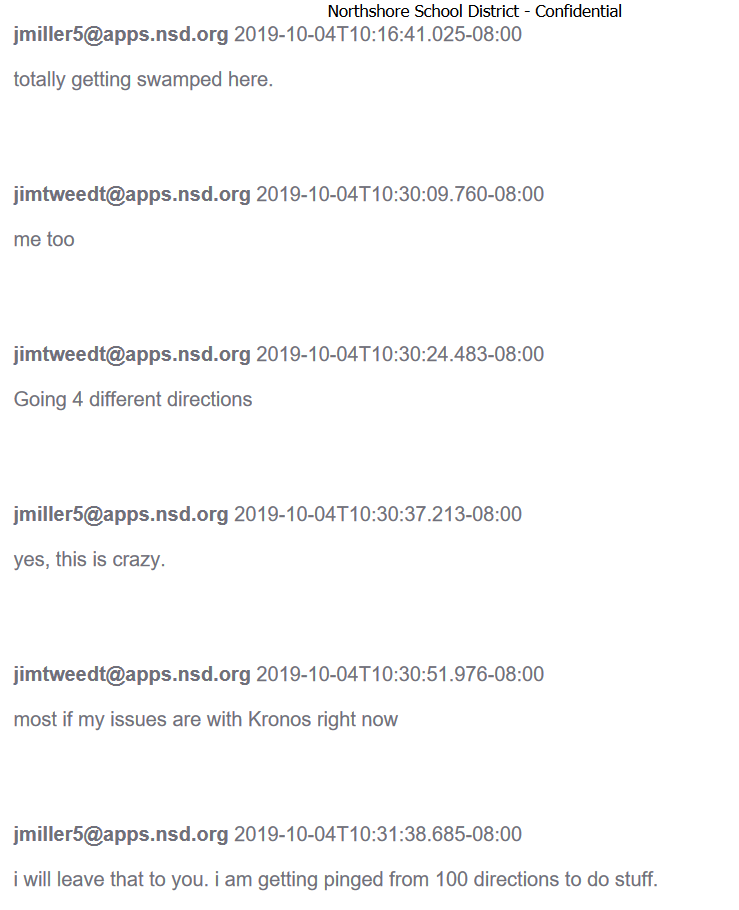 Northshore School District - Confidential
jmiller5@apps.nsd.org 2019-10-04T10:16:41.025-08:00
totally getting swamped here.
jimtweedt@apps.nsd.org 2019-10-04T10:30:09.760-08:00
me too
jimtweedt@apps.nsd.org 2019-10-04T10:30:24.483-08:00
Going 4 different directions
jmiller5@apps.nsd.org 2019-10-04T10:30:37.213-08:00
yes, this is crazy.
jimtweedt@apps.nsd.org 2019-10-04T10:30:51.976-08:00
most if my issues are with Kronos right now
jmiller5@apps.nsd.org 2019-10-04T10:31:38.685-08:00
i will leave that to you. i am getting pinged from 100 directions to do stuff.